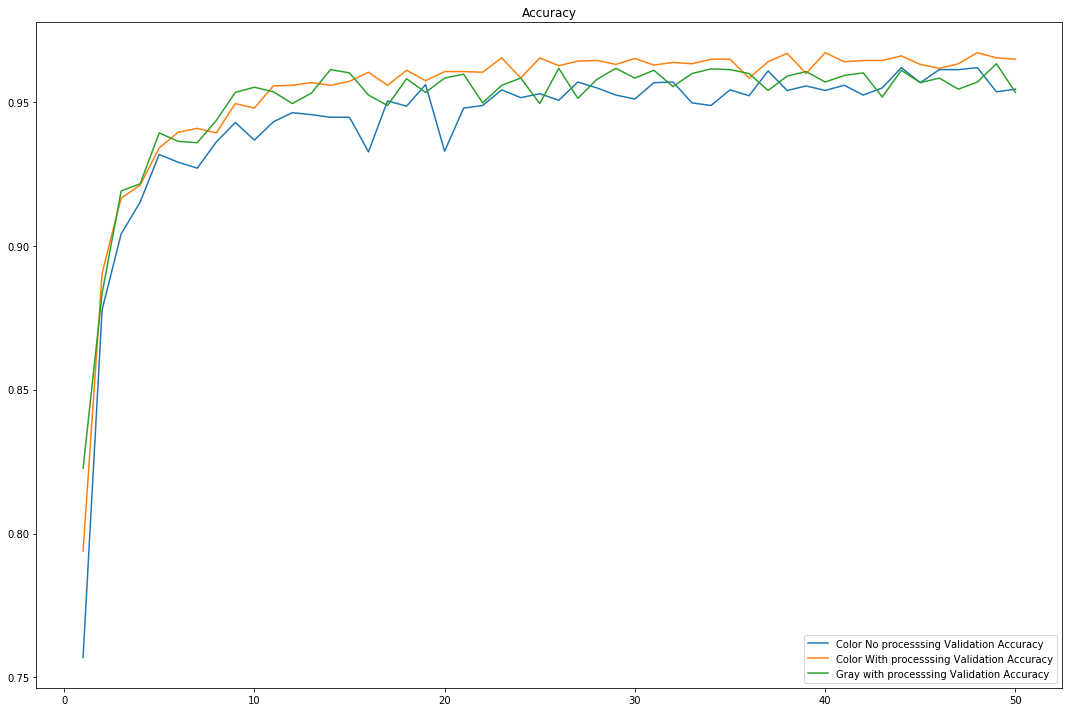 Accuracy
0.95
0.90
0.85
0.80
0.75
0 10 20 30 40 50
Color No processsing Validation Accuracy
Color With processsing Validation Accuracy
Gray with processsing Validation Accuracy